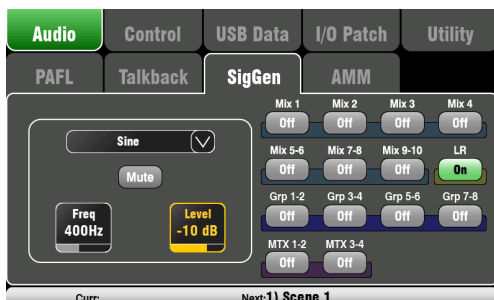 Audio Control USB Data I/O Patch Utility
PAFL Talkback SigGen AMM
Mix 1 Mix 2 Mix 3 Mix 4
Off Off Off Off
Sine
Mix 5-6 Mix 7-8 Mix 9-10 LR
Off Off Off On
Mute
Grp 1-2 Grp 3-4 Grp 5-6 Grp 7-8
Off Off Off Off
Freq Level
400Hz -10 dB
MTX 1-2 MTX 3-4
Off Off
Curr: Next:1) Scene 1